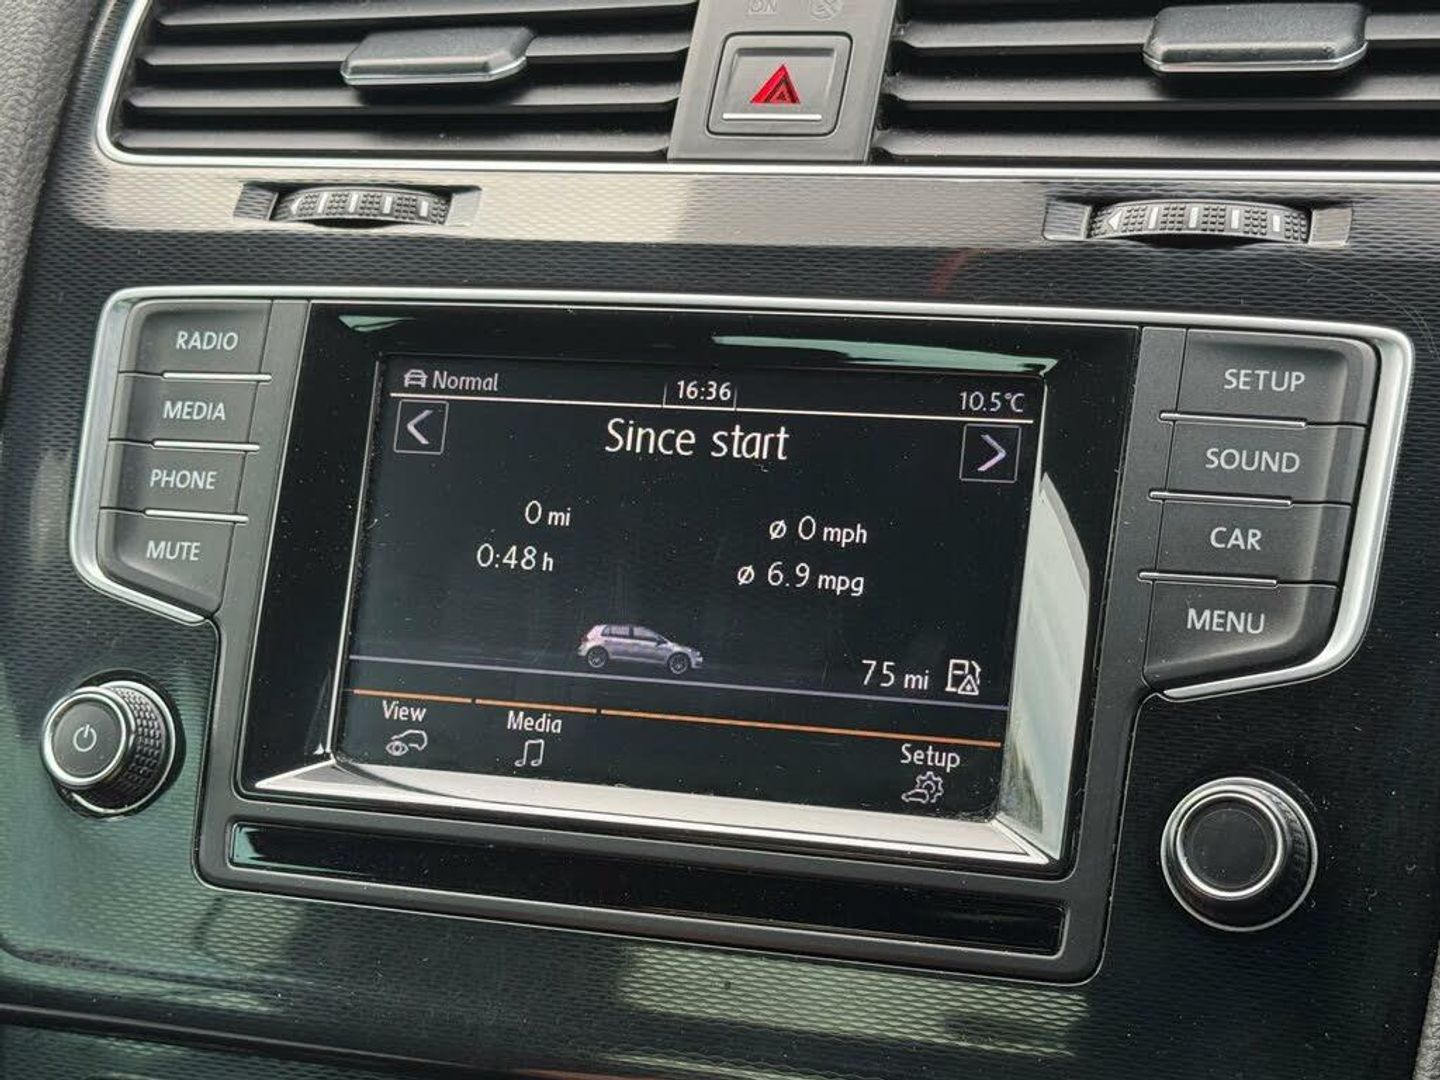 ON
RADIO
MEDIA
PHONE
MUTE
Normal
16:36
10.5°C
Since start
0 mi
ø 0 mph
0:48 h
ø 6.9 mpg
75 mi
View
Media
Setup
SETUP
SOUND
CAR
MENU